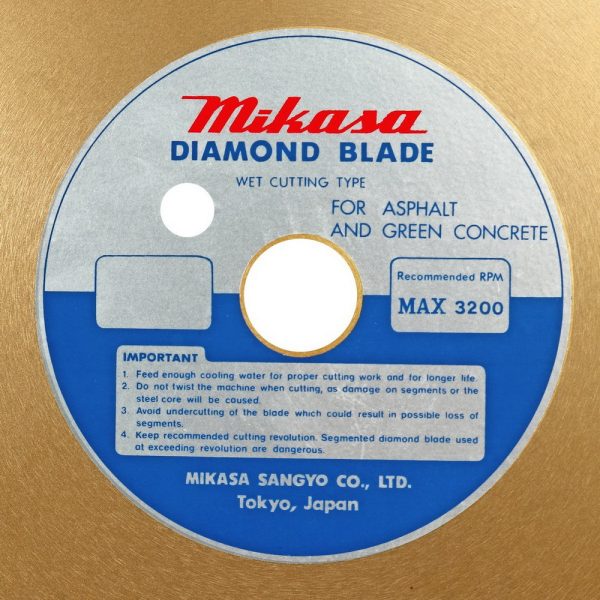 Mikasa
DIAMOND BLADE
WET CUTTING TYPE
FOR ASPHALT
AND GREEN CONCRETE
Recommended RPM
MAX 3200
IMPORTANT
1. Feed enough cooling water for proper cutting work and for longer life.
2. Do not twist the machine when cutting, as damage on segments or the
steel core will be caused.
3. Avoid undercutting of the blade which could result in possible loss of
segments.
4. Keep recommended cutting revolution. Segmented diamond blade used
at exceeding revolution are dangerous.
MIKASA SANGYO CO., LTD.
Tokyo, Japan